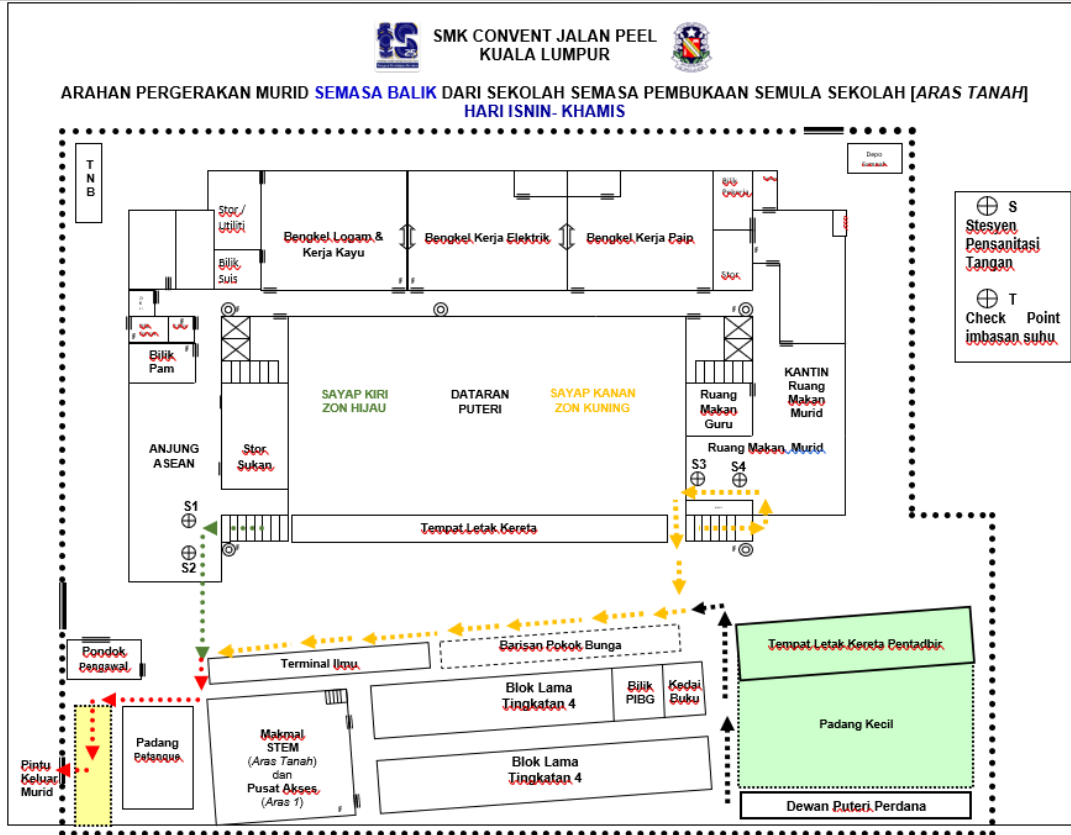 SMK CONVENT JALAN PEEL
KUALA LUMPUR
ARAHAN PERGERAKAN MURID SEMASA BALIK DARI SEKOLAH SEMASA PEMBUKAAN SEMULA SEKOLAH [ARAS TANAH]
HARI ISNIN- KHAMIS
T
N
B
Depo
Stor /
Utiliti
Bilik
Suis
Bengkel Logam &
Kerja Kayu
Bengkel Kerja Elektrik
Bengkel Kerja Paip
Bilik
Stor
S
Stesyen
Pensanitasi
Tangan
T
Check Point
imbasan suhu
Bilik
Pam
ANJUNG
ASEAN
Stor
Sukan
SAYAP KIRI
ZON HIJAU
DATARAN
PUTERI
SAYAP KANAN
ZON KUNING
Ruang
Makan
Guru
KANTIN
Ruang
Makan
Murid
Ruang Makan Murid
S3
S4
S1
S2
Tempat Letak Kereta
Pondok
Pengawal
Terminal Ilmu
Barisan Pokok Bunga
Tempat Letak Kereta Pentadbir
Blok Lama
Tingkatan 4
Bilik
PIBG
Kedai
Buku
Padang Kecil
Padang
Petanque
Makmal
STEM
(Aras Tanah)
dan
Pusat Akses
(Aras 1)
Blok Lama
Tingkatan 4
Pintu
Keluar
Murid
Dewan Puteri Perdana